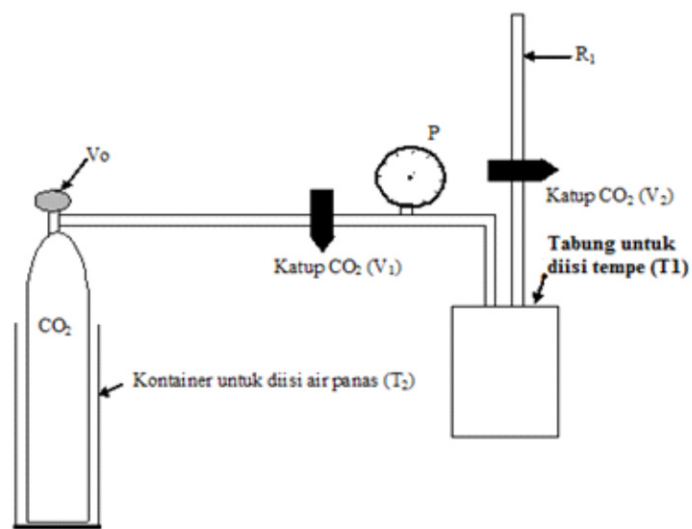 R₁
P
Vo
Katup CO₂ (V₂)
Tabung untuk
diisi tempe (T1)
Katup CO₂ (V₁)
CO₂
Kontainer untuk diisi air panas (T₂)